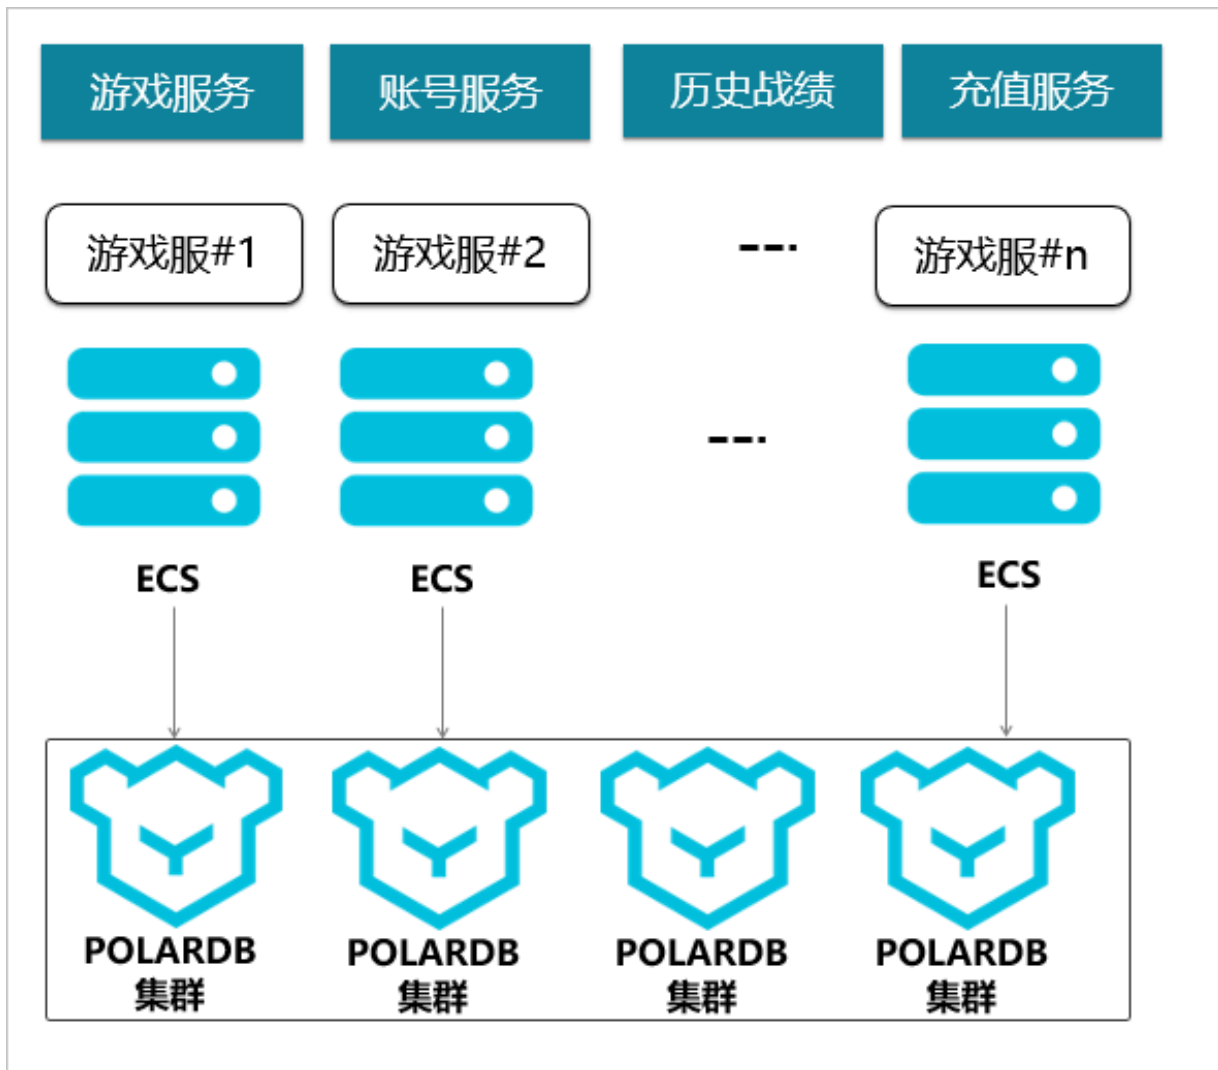 游戏服务
账号服务
历史战绩
充值服务
游戏服#1
游戏服#2
游戏服#n
ECS
ECS
ECS
POLARDB
集群
POLARDB
集群
POLARDB
集群
POLARDB
集群